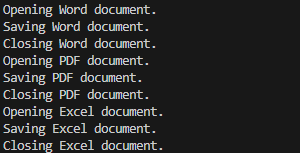 Opening Word document.
Saving Word document.
Closing Word document.
Opening PDF document.
Saving PDF document.
Closing PDF document.
Opening Excel document.
Saving Excel document.
Closing Excel document.